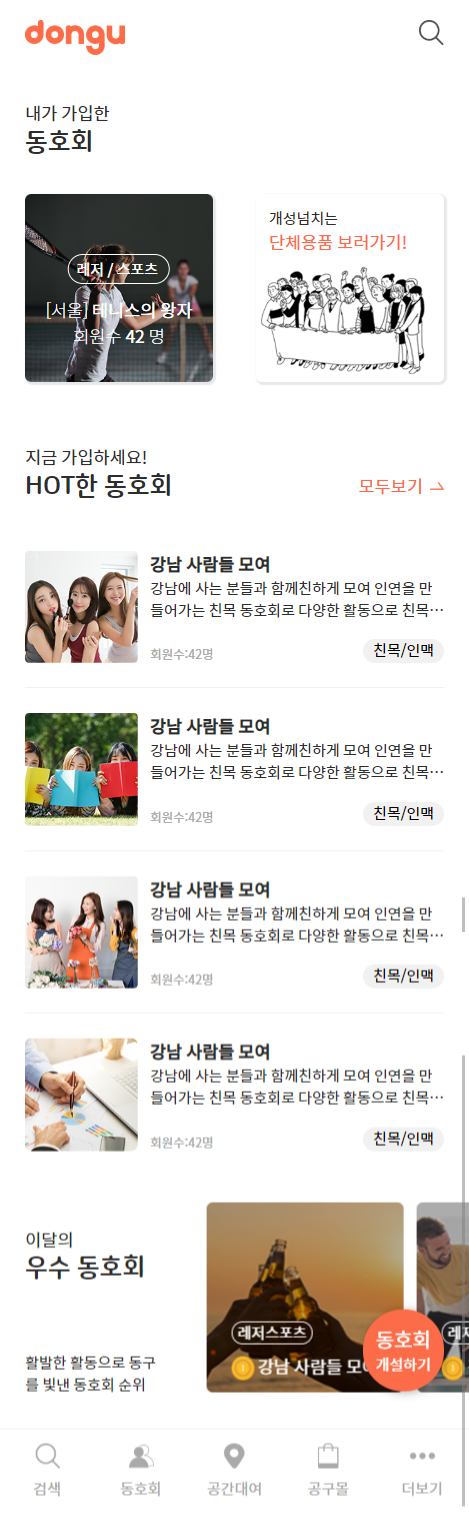 dongu
내가 가입한
동호회
레저 / 스포츠
[서울] 테니스의 왕자
회원수 42 명
개성넘치는
단체용품 보러가기!
지금 가입하세요!
HOT한 동호회
모두보기
강남 사람들 모여
강남에 사는 분들과 함께친하게 모여 인연을 만
들어가는 친목 동호회로 다양한 활동으로 친목…
회원수:42명
친목/인맥
강남 사람들 모여
강남에 사는 분들과 함께친하게 모여 인연을 만
들어가는 친목 동호회로 다양한 활동으로 친목…
회원수:42명
친목/인맥
강남 사람들 모여
강남에 사는 분들과 함께친하게 모여 인연을 만
들어가는 친목 동호회로 다양한 활동으로 친목…
회원수:42명
친목/인맥
강남 사람들 모여
강남에 사는 분들과 함께친하게 모여 인연을 만
들어가는 친목 동호회로 다양한 활동으로 친목…
회원수:42명
친목/인맥
이달의
우수 동호회
활발한 활동으로 동구
를 빛낸 동호회 순위
레저스포츠
강남 사람들
동호회
개설하기
검색
동호회
공간대여
공구몰
더보기